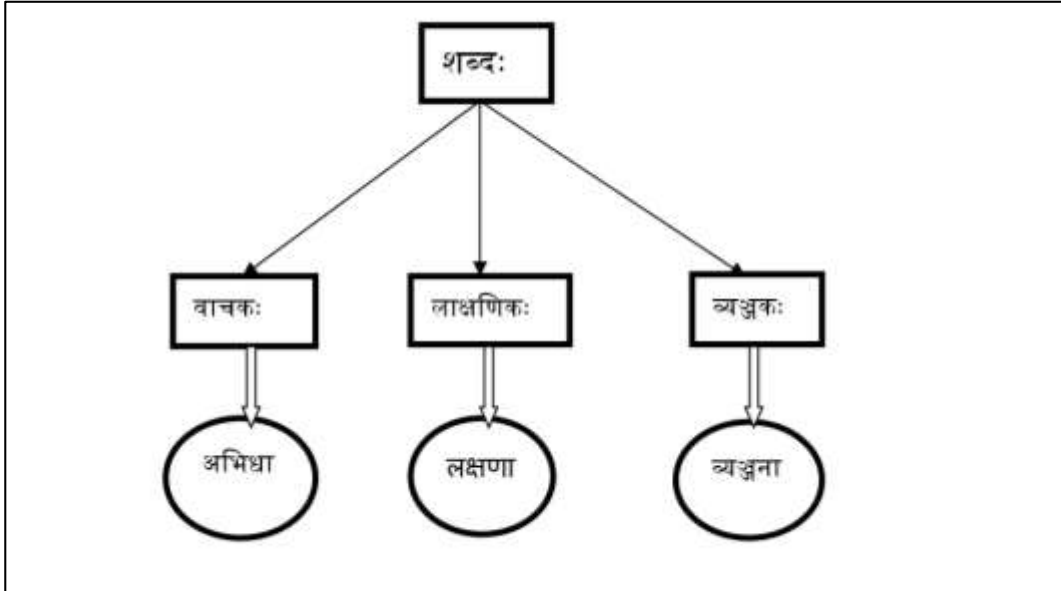 शब्दः
वाचकः
लाक्षणिकः
व्यञ्जकः
अभिधा
लक्षणा
व्यञ्जना